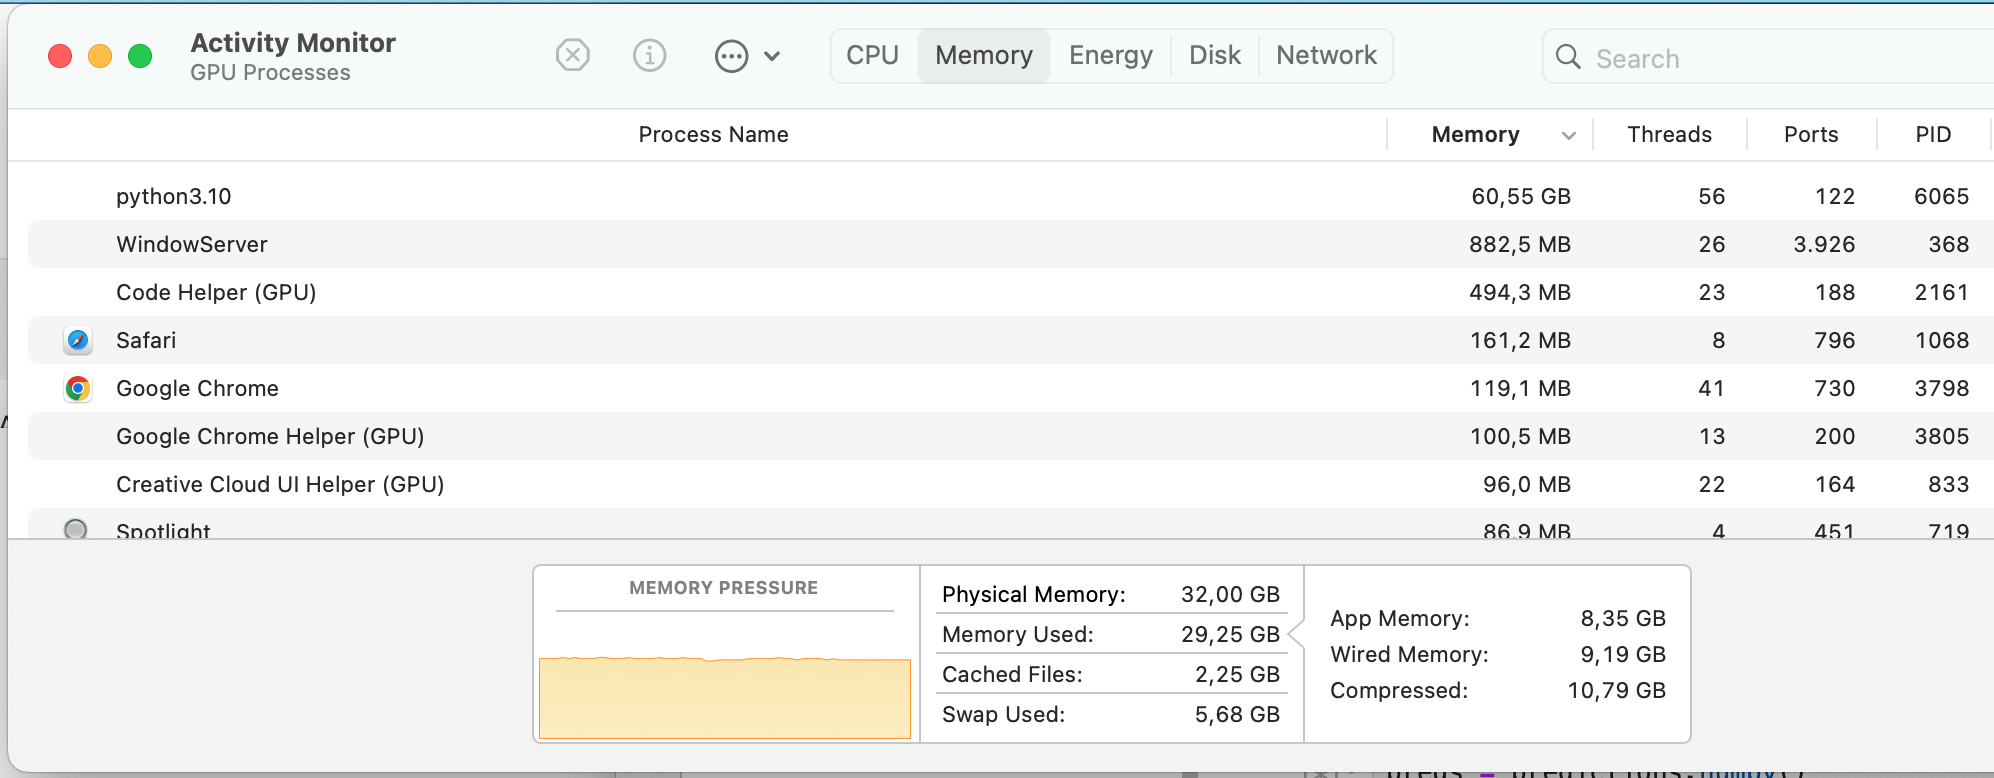 Activity Monitor
GPU Processes
CPU Memory Energy Disk Network
Search
Process Name Memory Threads Ports PID
python3.10 60,55 GB 56 122 6065
WindowServer 882,5 MB 26 3.926 368
Code Helper (GPU) 494,3 MB 23 188 2161
Safari 161,2 MB 8 796 1068
Google Chrome 119,1 MB 41 730 3798
Google Chrome Helper (GPU) 100,5 MB 13 200 3805
Creative Cloud UI Helper (GPU) 96,0 MB 22 164 833
Spotlight 86,9 MB 4 451 719
MEMORY PRESSURE
Physical Memory: 32,00 GB
Memory Used: 29,25 GB
Cached Files: 2,25 GB
Swap Used: 5,68 GB
App Memory: 8,35 GB
Wired Memory: 9,19 GB
Compressed: 10,79 GB
preds = predictions.numpy()